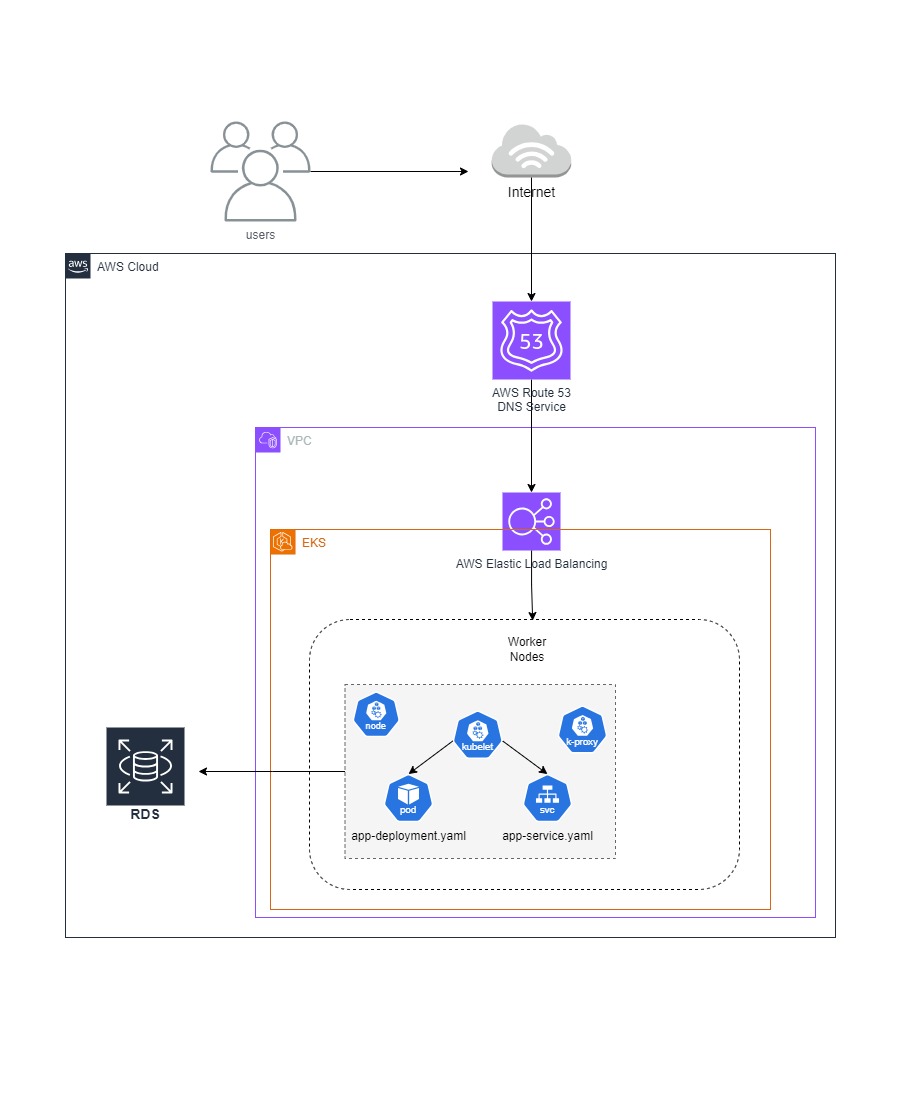 users
Internet
aws
AWS Cloud
53
AWS Route 53
DNS Service
VPC
EKS
AWS Elastic Load Balancing
Worker
Nodes
node
kubelet
k-proxy
pod
svc
app-deployment.yaml
app-service.yaml
RDS